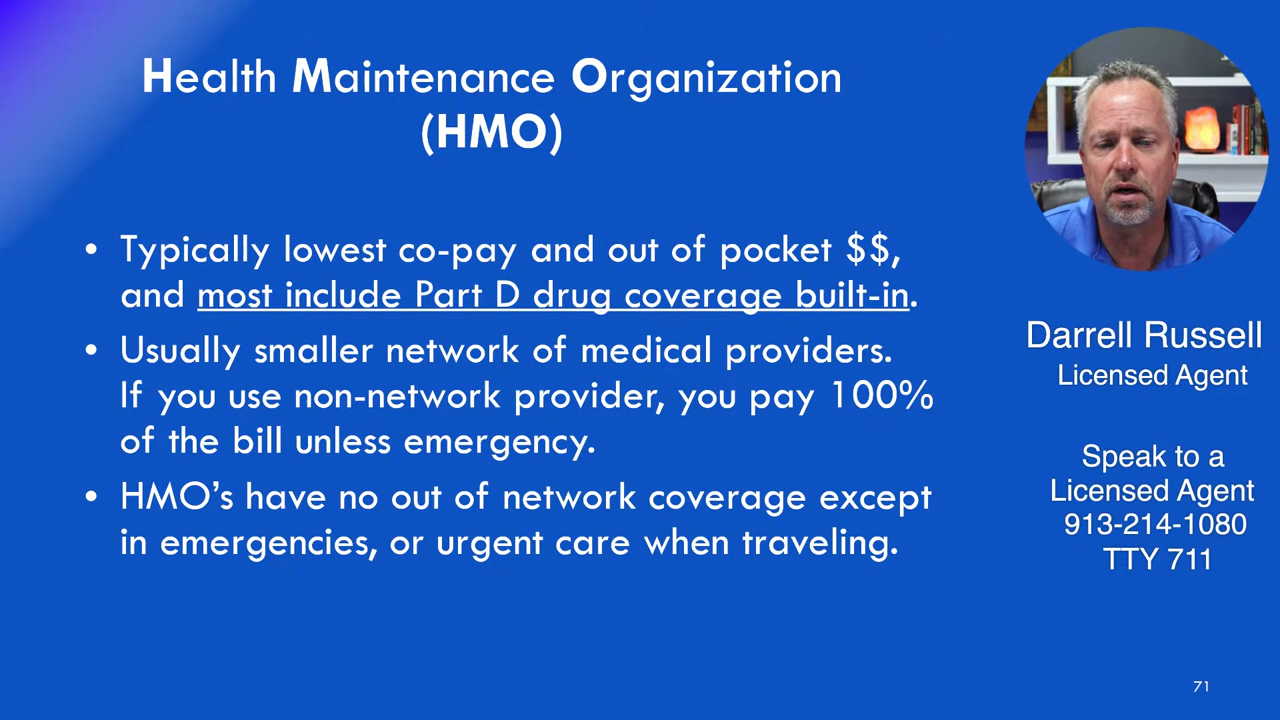 Health Maintenance Organization
(HMO)
• Typically lowest co-pay and out of pocket $$,
and most include Part D drug coverage built-in.
• Usually smaller network of medical providers.
If you use non-network provider, you pay 100%
of the bill unless emergency.
• HMO’s have no out of network coverage except
in emergencies, or urgent care when traveling.
Darrell Russell
Licensed Agent
Speak to a
Licensed Agent
913-214-1080
TTY 711
71